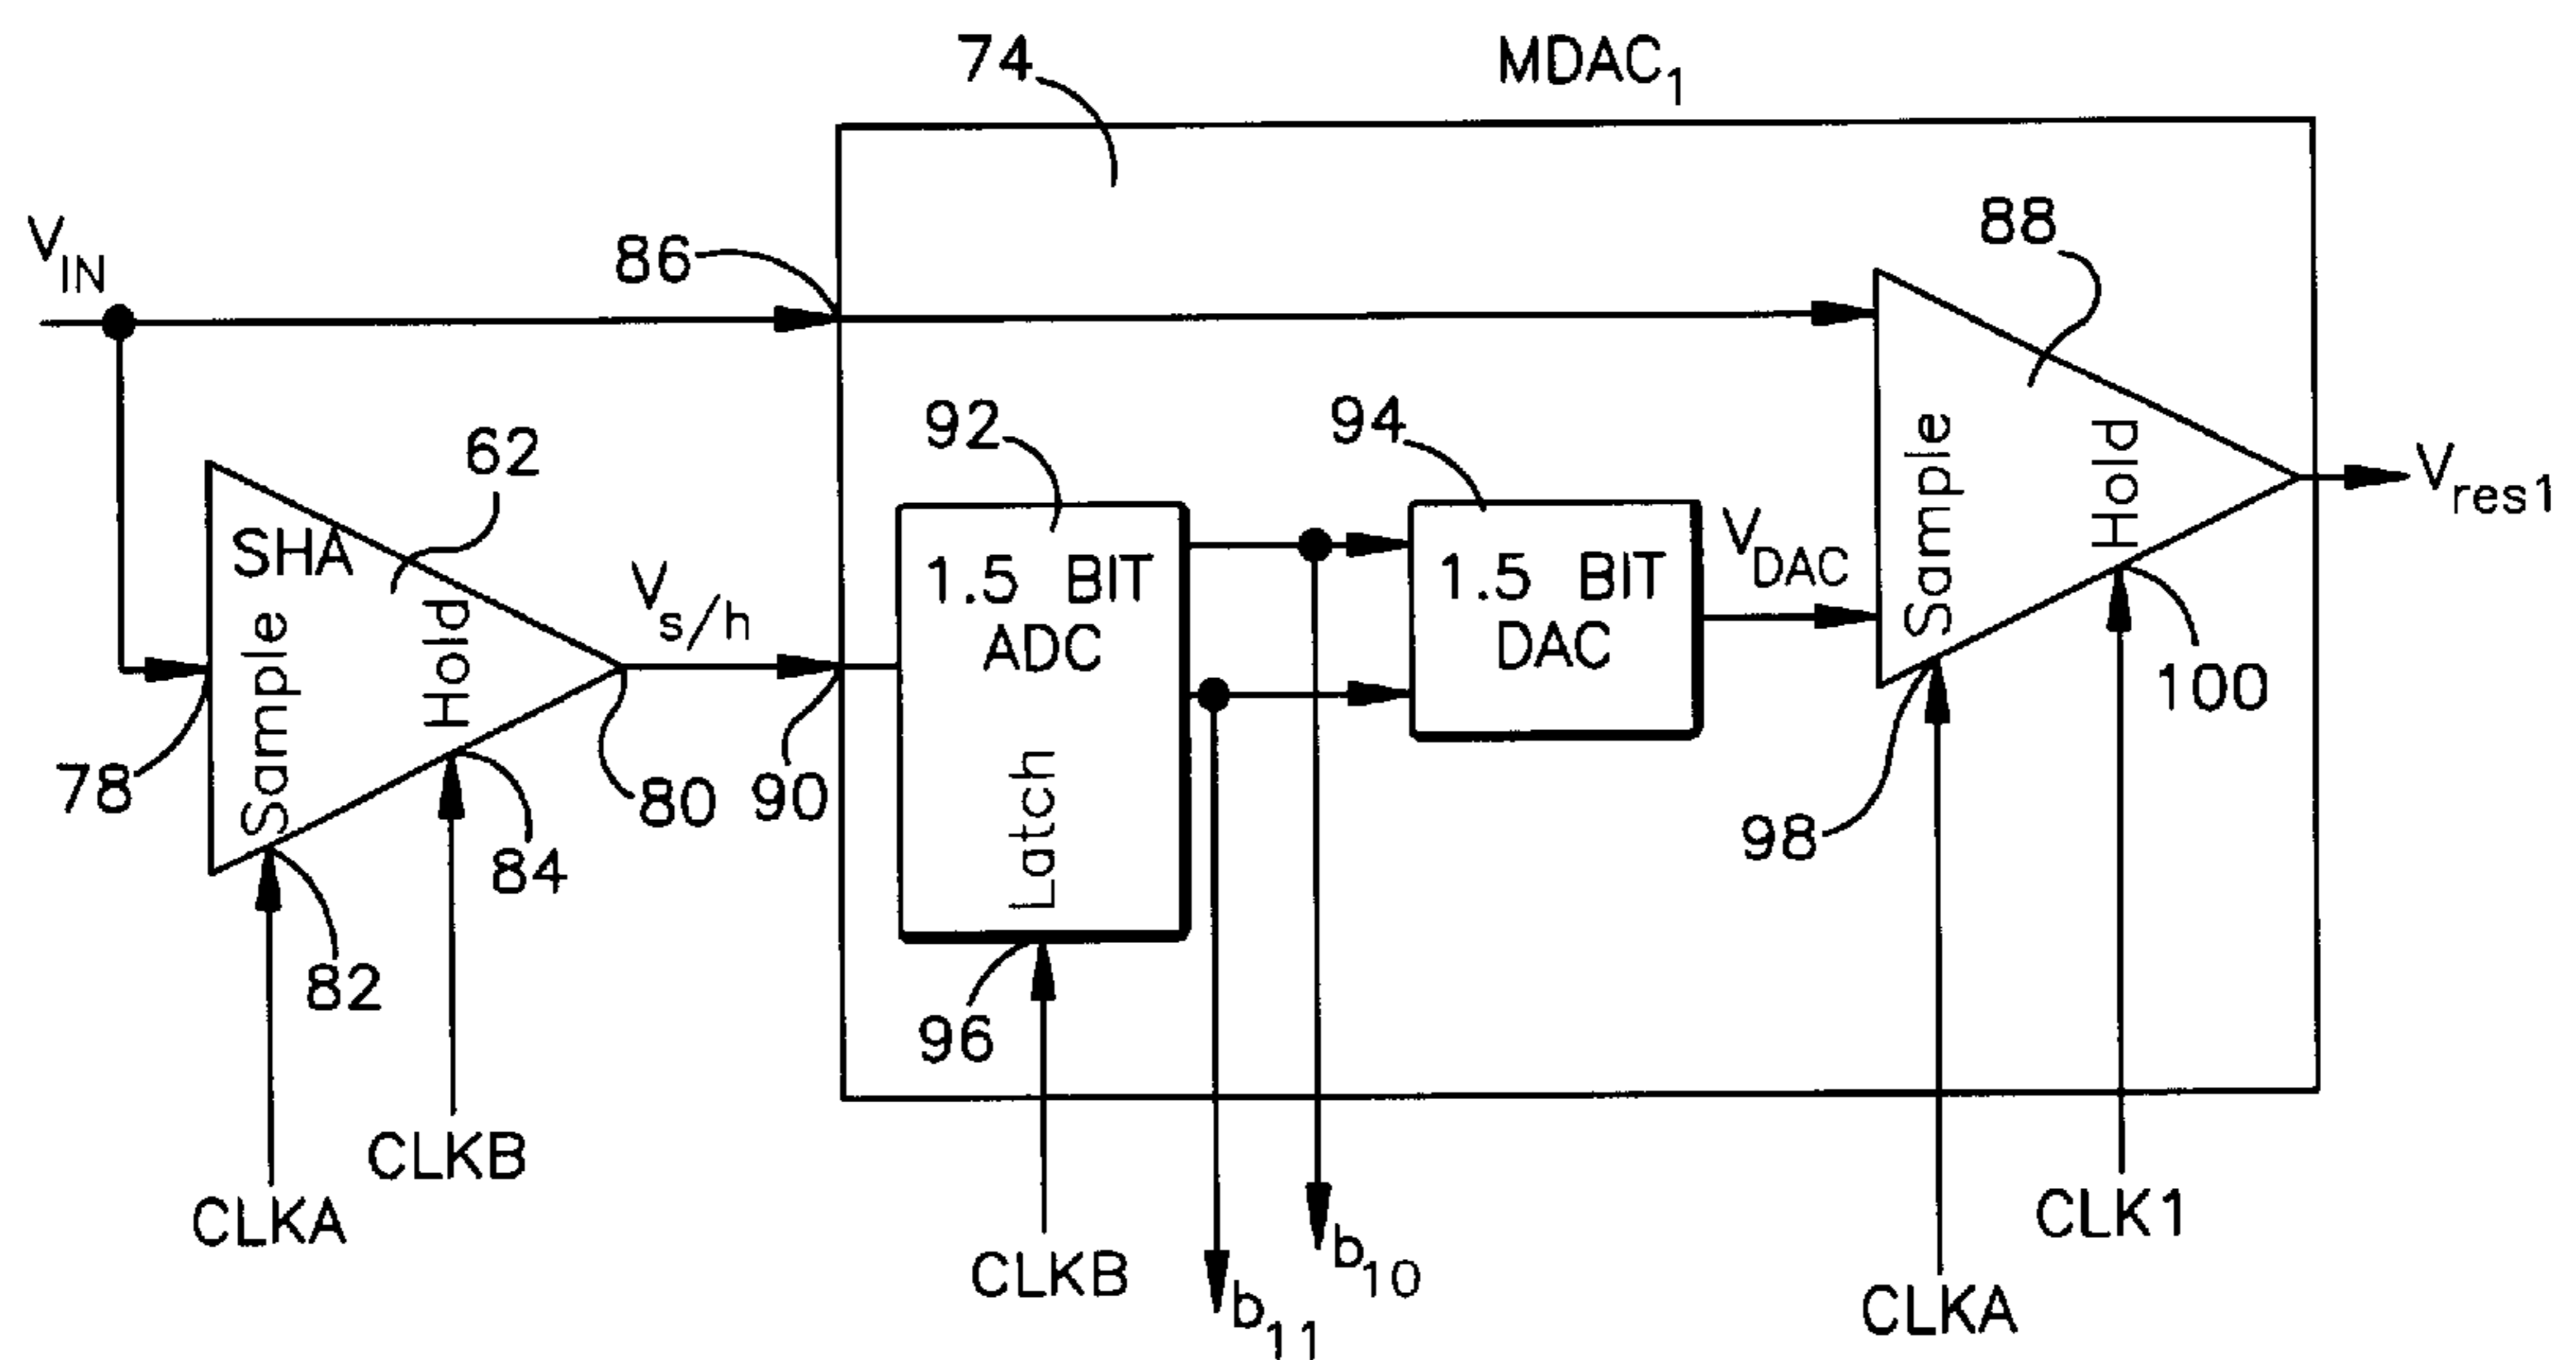 74
MDAC1
VIN
86
88
62
92
94
SHA
Sample
Hold
Vs/h
1.5 BIT
ADC
Latch
1.5 BIT
DAC
VDAC
Sample
Hold
Vres1
78
80
90
84
82
96
98
100
CLKA
CLKB
CLKB
b11
b10
CLKA
CLK1